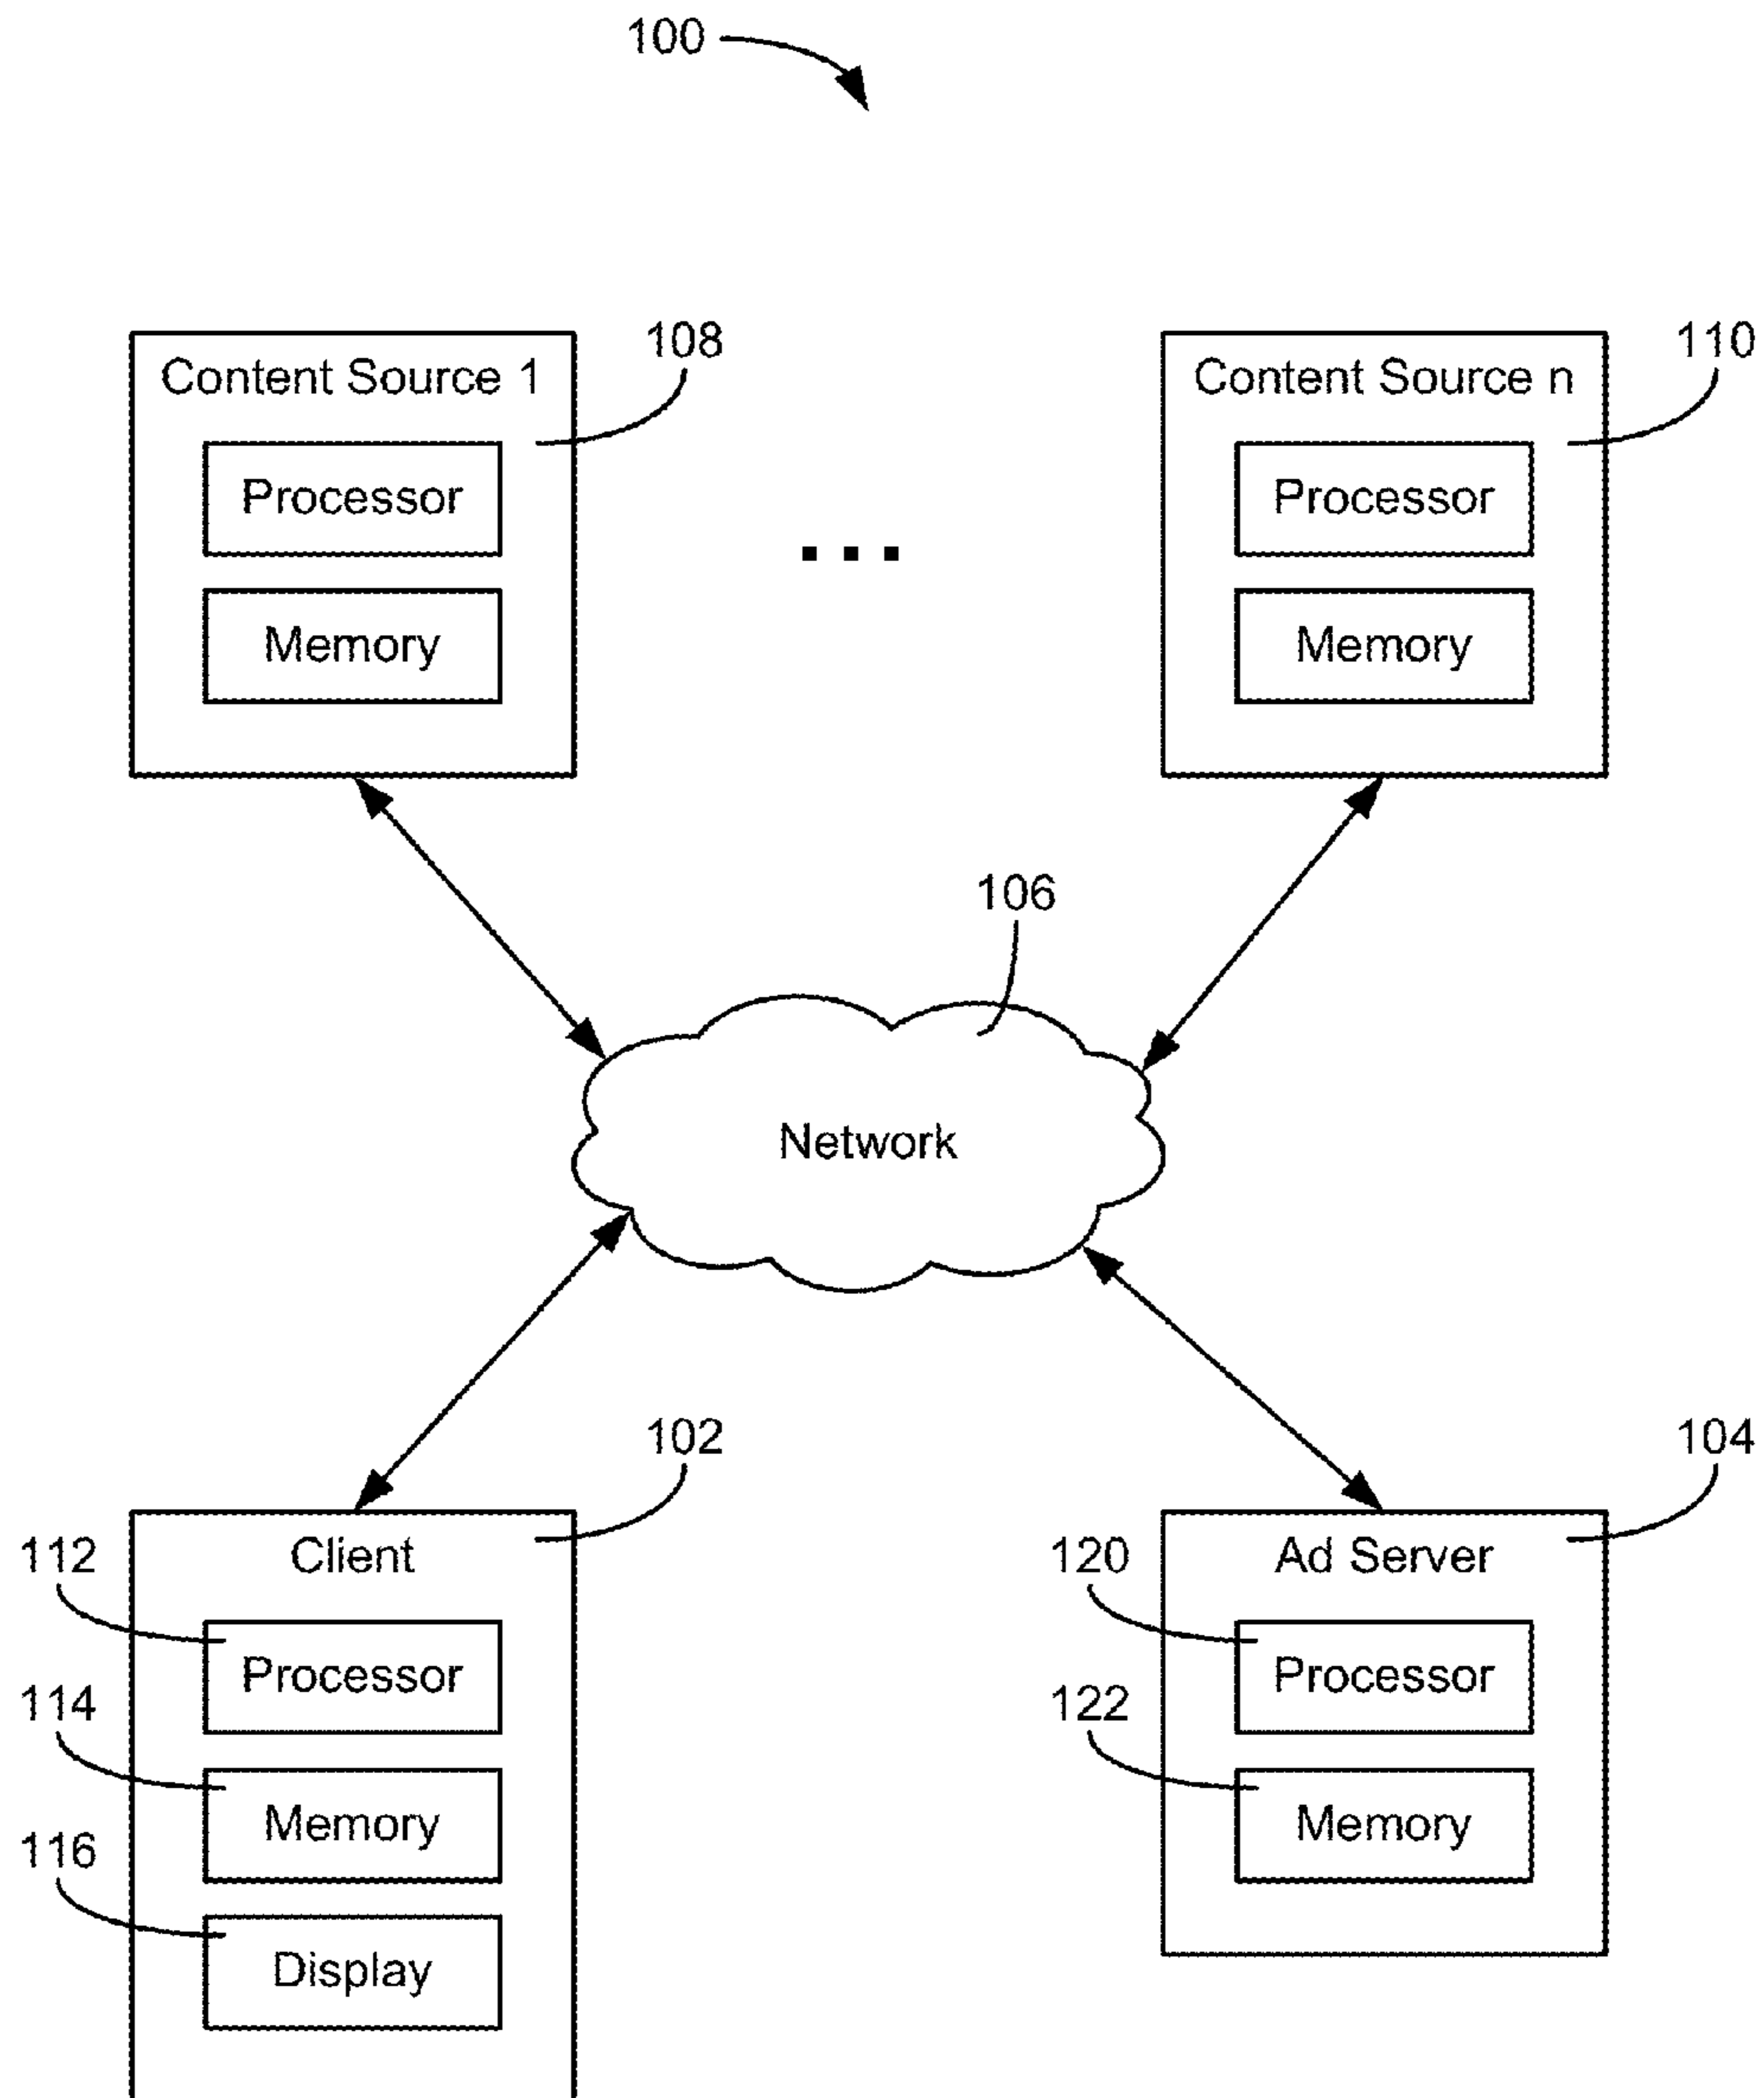 100
108
110
Content Source 1
Content Source n
Processor
Processor
...
Memory
Memory
106
Network
102
104
112
Client
120
Ad Server
Processor
Processor
114
122
Memory
Memory
116
Display